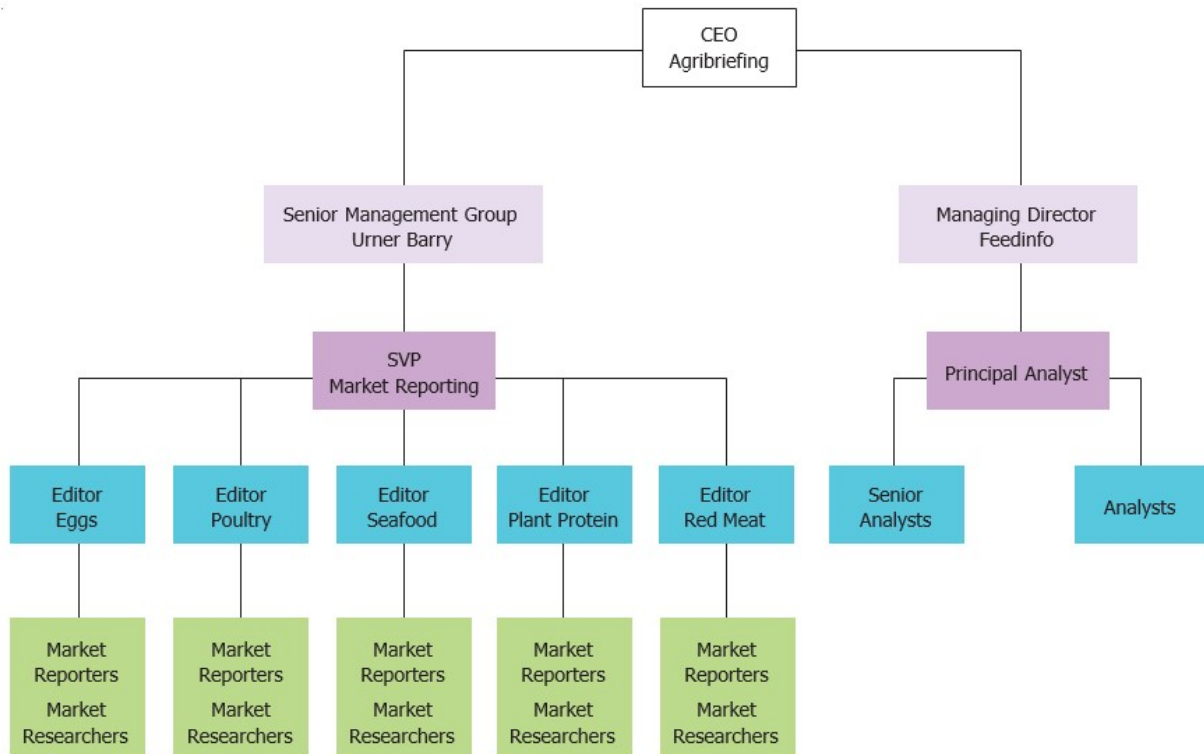 CEO
Agribriefing
Senior Management Group
Urner Barry
Managing Director
Feedinfo
SVP
Market Reporting
Principal Analyst
Editor
Eggs
Editor
Poultry
Editor
Seafood
Editor
Plant Protein
Editor
Red Meat
Senior
Analysts
Analysts
Market
Reporters
Market
Researchers
Market
Reporters
Market
Researchers
Market
Reporters
Market
Researchers
Market
Reporters
Market
Researchers
Market
Reporters
Market
Researchers